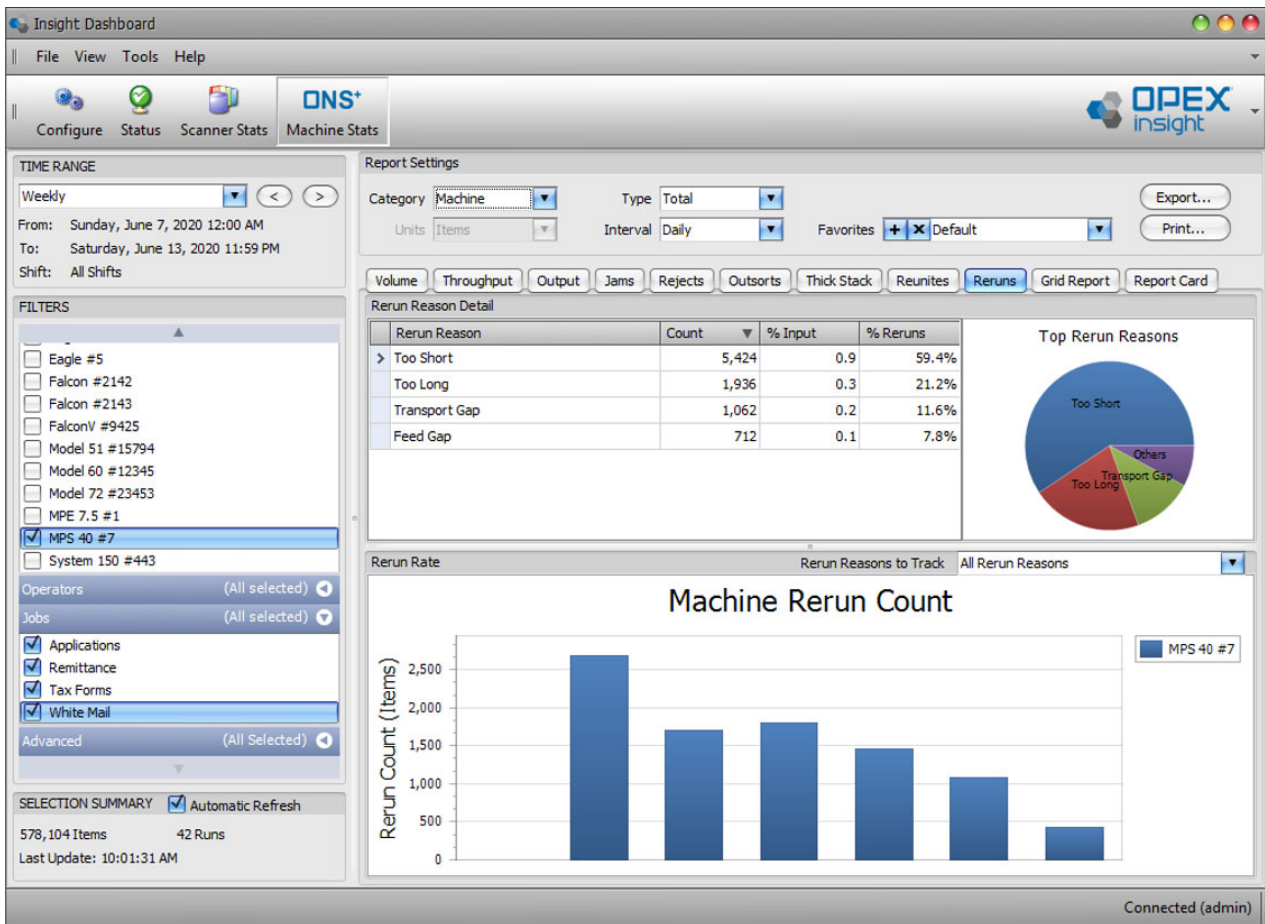 Insight Dashboard
File View Tools Help
Configure Status Scanner Stats ONS+ Machine Stats
OPEX insight
TIME RANGE
Weekly < >
From: Sunday, June 7, 2020 12:00 AM
To: Saturday, June 13, 2020 11:59 PM
Shift: All Shifts
FILTERS
Eagle #5
Falcon #2142
Falcon #2143
FalconV #9425
Model 51 #15794
Model 60 #12345
Model 72 #23453
MPE 7.5 #1
MPS 40 #7
System 150 #443
Operators (All selected)
Jobs (All selected)
Applications
Remittance
Tax Forms
White Mail
Advanced (All Selected)
SELECTION SUMMARY Automatic Refresh
578,104 Items 42 Runs
Last Update: 10:01:31 AM
Report Settings
Category Machine Type Total Export...
Units Items Interval Daily Favorites + x Default Print...
Volume Throughput Output Jams Rejects Outsorts Thick Stack Reunites Reruns Grid Report Report Card
Rerun Reason Detail
Rerun Reason Count % Input % Reruns
> Too Short 5,424 0.9 59.4%
Too Long 1,936 0.3 21.2%
Transport Gap 1,062 0.2 11.6%
Feed Gap 712 0.1 7.8%
Top Rerun Reasons
Too Short
Others
Transport Gap
Too Long
Rerun Rate Rerun Reasons to Track All Rerun Reasons
Machine Rerun Count
Rerun Count (Items)
2,500
2,000
1,500
1,000
500
0
MPS 40 #7
Connected (admin)